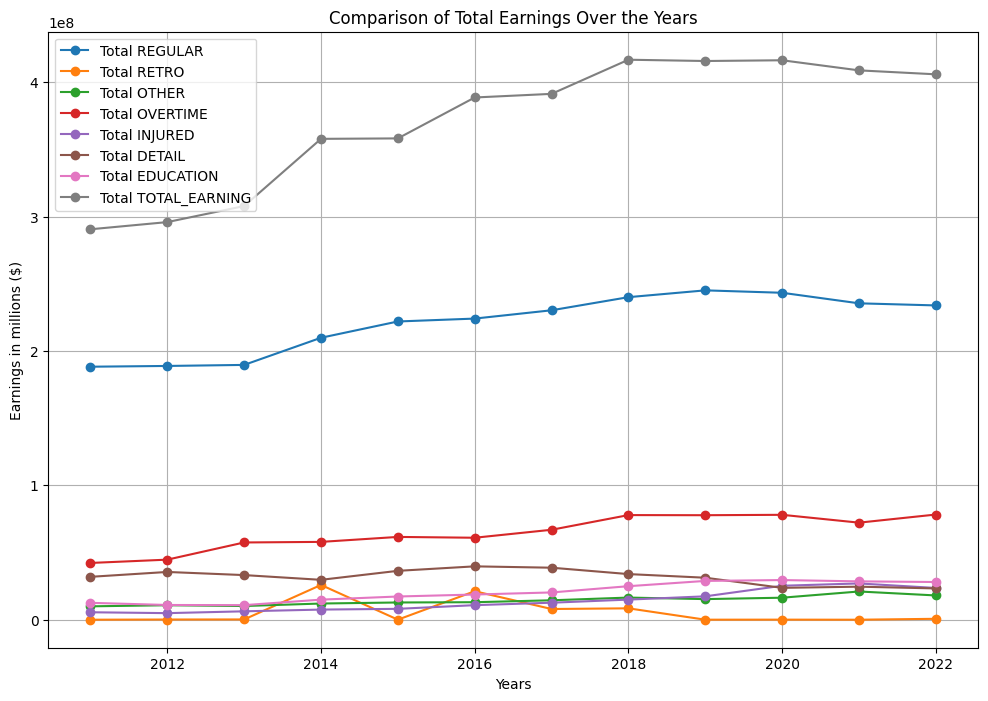 Comparison of Total Earnings Over the Years
1e8
Total REGULAR
Total RETRO
Total OTHER
Total OVERTIME
Total INJURED
Total DETAIL
Total EDUCATION
Total TOTAL_EARNING
4
3
2
1
0
Earnings in millions ($)
2012 2014 2016 2018 2020 2022
Years